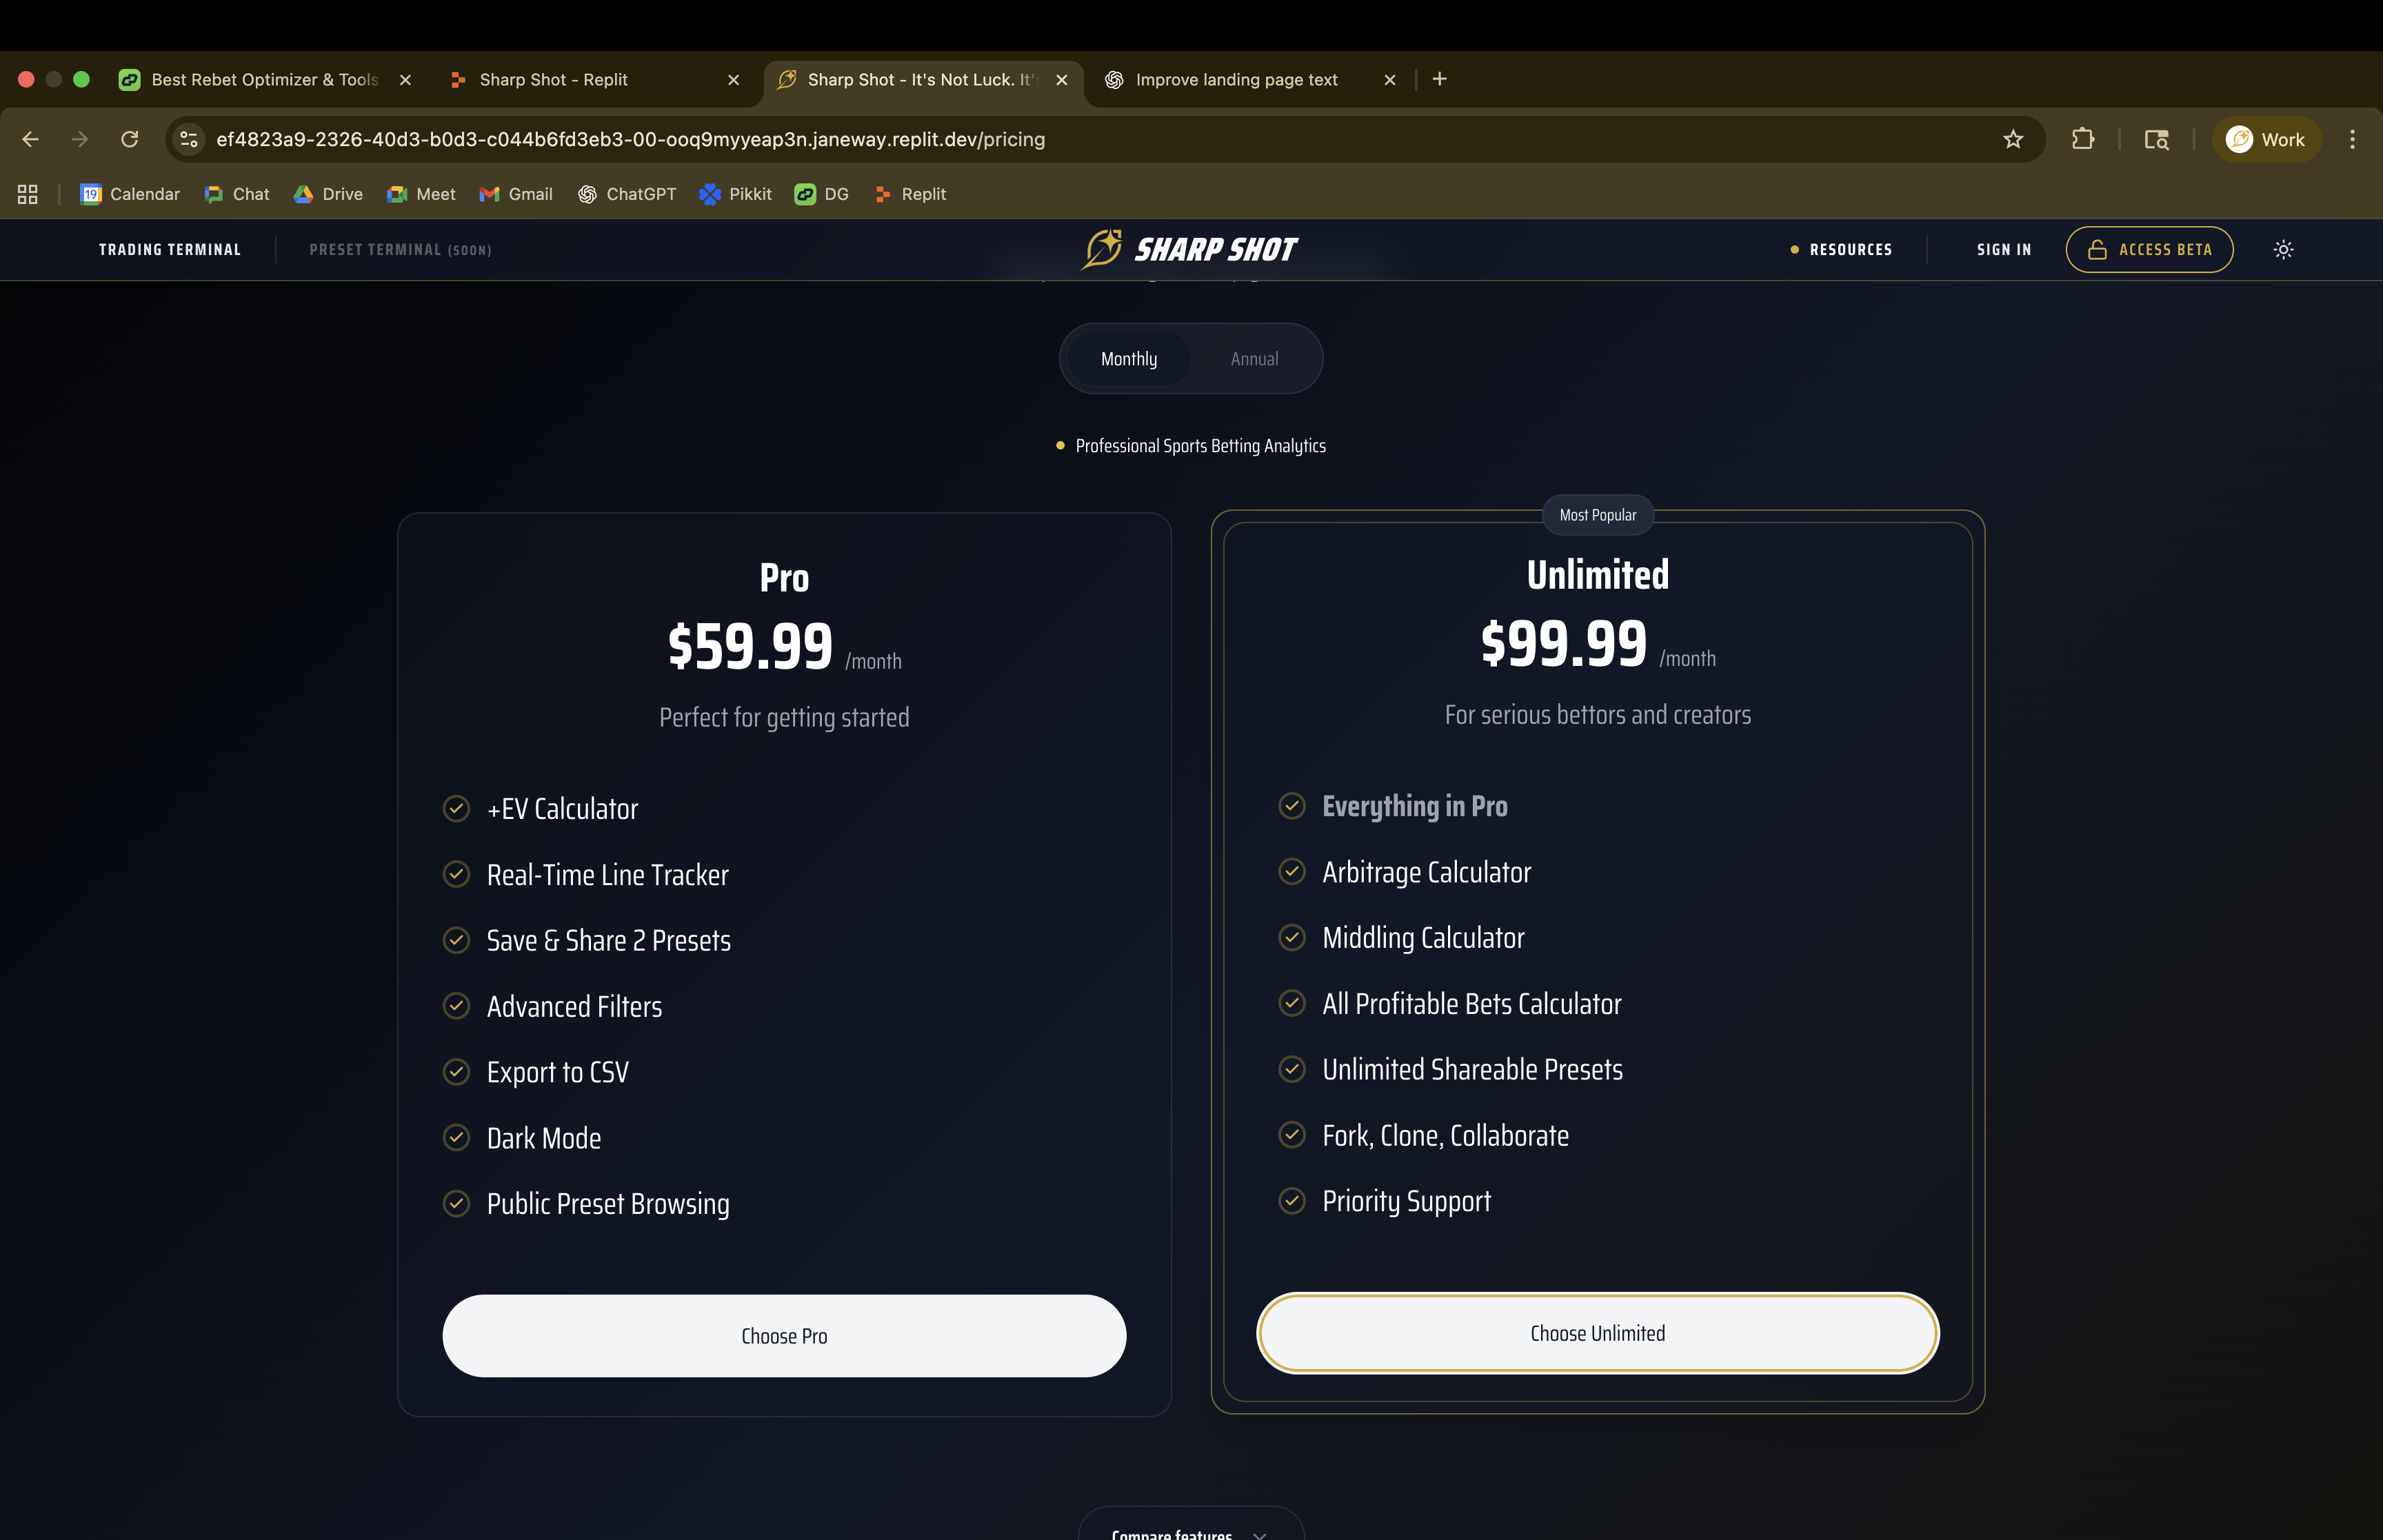 Best Rebet Optimizer & Tools
Sharp Shot - Replit
Sharp Shot - It's Not Luck. It's
Improve landing page text
ef4823a9-2326-40d3-b0d3-c044b6fd3eb3-00-ooq9myyeap3n.janeway.replit.dev/pricing
Work
19 Calendar
Chat
Drive
Meet
Gmail
ChatGPT
Pikkit
DG
Replit
TRADING TERMINAL
PRESET TERMINAL (SOON)
SHARP SHOT
RESOURCES
SIGN IN
ACCESS BETA
Monthly
Annual
Professional Sports Betting Analytics
Pro
$59.99 /month
Perfect for getting started
+EV Calculator
Real-Time Line Tracker
Save & Share 2 Presets
Advanced Filters
Export to CSV
Dark Mode
Public Preset Browsing
Choose Pro
Most Popular
Unlimited
$99.99 /month
For serious bettors and creators
Everything in Pro
Arbitrage Calculator
Middling Calculator
All Profitable Bets Calculator
Unlimited Shareable Presets
Fork, Clone, Collaborate
Priority Support
Choose Unlimited
Compare features